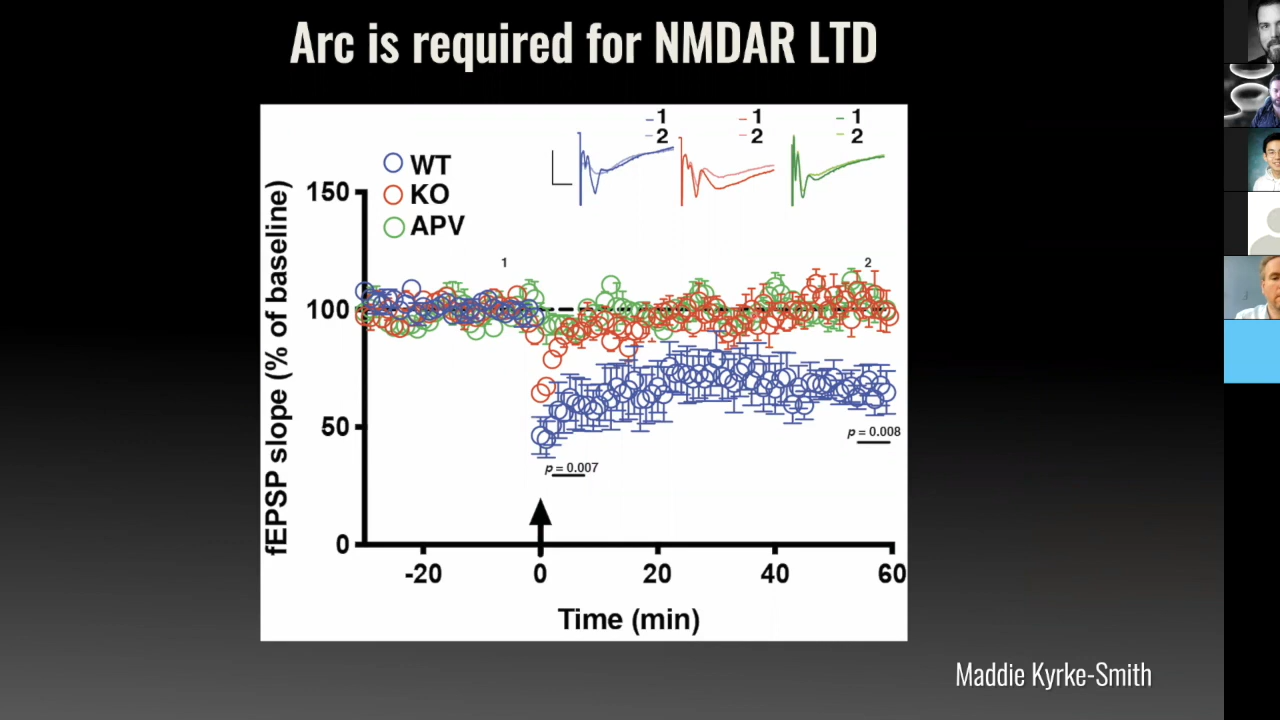 Arc is required for NMDAR LTD
1 1 1
2 2 2
WT
KO
APV
fEPSP slope (% of baseline)
150
100
50
0
1
2
p = 0.007
p = 0.008
-20 0 20 40 60
Time (min)
Maddie Kyrke-Smith